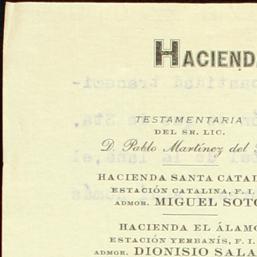 HACIENDA
TESTAMENTARIA
DEL SR. LIC.
D. Pablo Martínez del
HACIENDA SANTA CATAL
ESTACIÓN CATALINA, F. I.
ADMOR. MIGUEL SOTO
HACIENDA EL ÁLAMO
ESTACIÓN YERBANÍS, F. I.
ADMOR. DIONISIO SALA